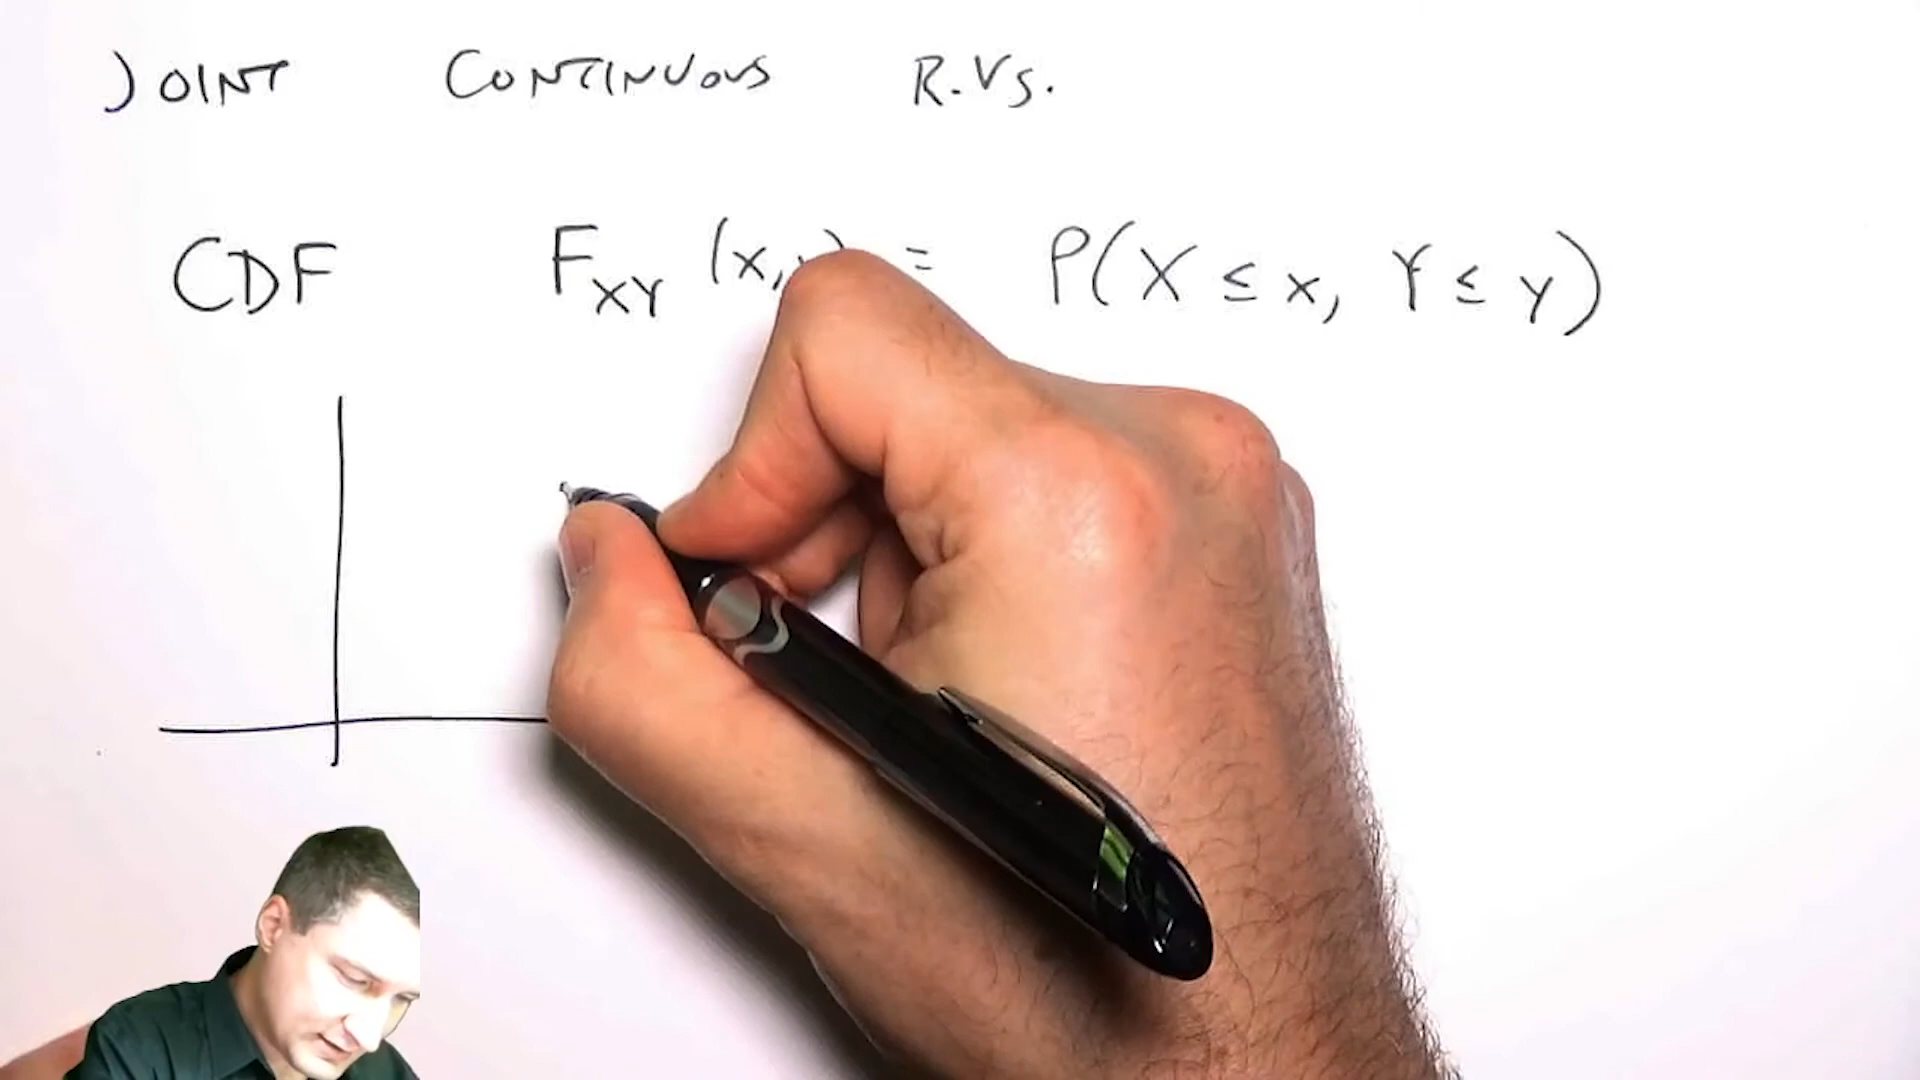 JOINT CONTINUOUS R.VS.
CDF F_XY (x, ) = P(X ≤ x, Y ≤ y)